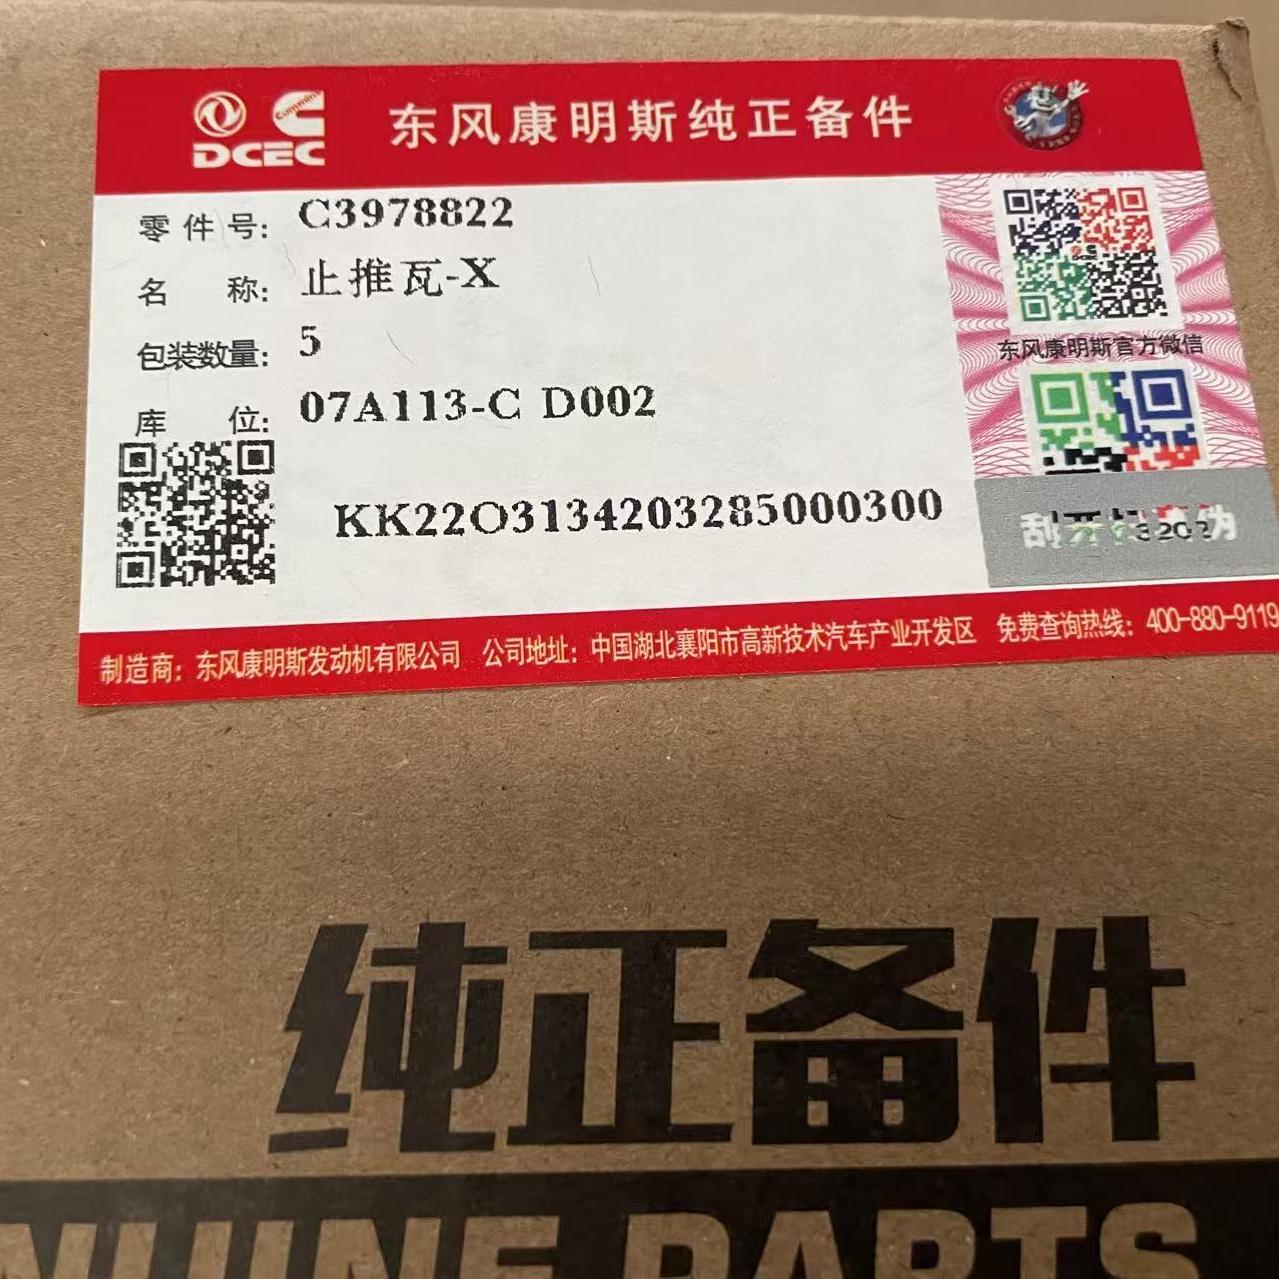 DCEC
Cummins
东风康明斯纯正备件
零件号: C3978822
名称: 止推瓦-X
包装数量: 5
库位: 07A113-C D002
KK22O3134203285000300
东风康明斯官方微信
制造商: 东风康明斯发动机有限公司 公司地址: 中国湖北襄阳市高新技术汽车产业开发区 免费查询热线: 400-880-9119
纯正备件
NUINE PARTS